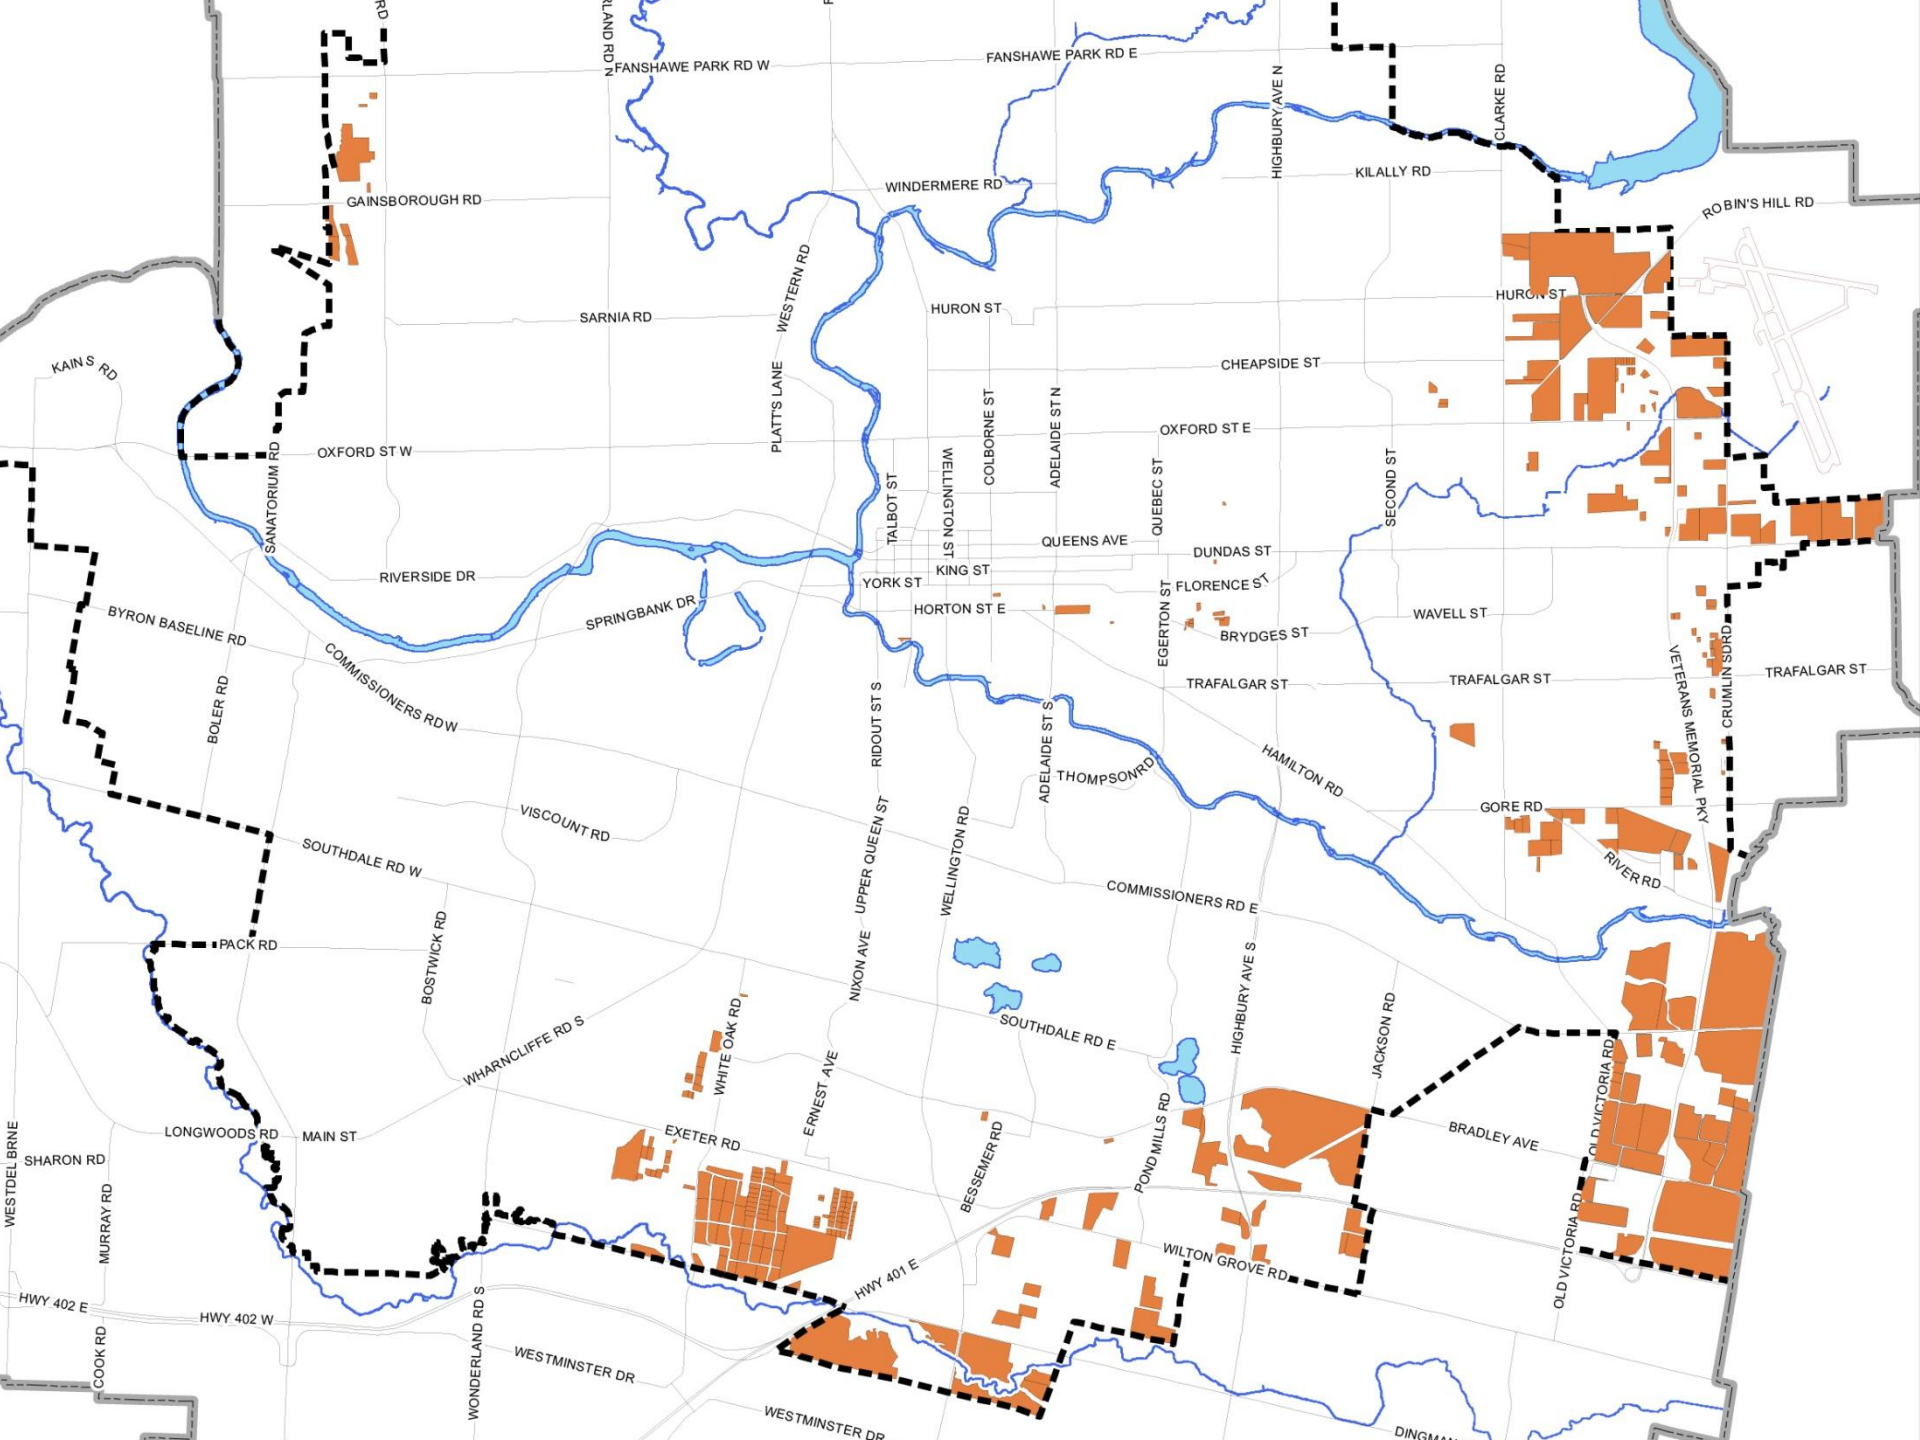 RD
RLAND RD N
FANSHAWE PARK RD W
FANSHAWE PARK RD E
HIGHBURY AVE N
CLARKE RD
KILALLY RD
WINDERMERE RD
GAINSBOROUGH RD
ROBIN'S HILL RD
WESTERN RD
HURON ST
HURON ST
SARNIA RD
KAINS RD
CHEAPSIDE ST
PLATT'S LANE
COLBORNE ST
ADELAIDE ST N
OXFORD ST E
OXFORD ST W
SANATORIUM RD
TALBOT ST
WELLINGTON ST
QUEBEC ST
SECOND ST
QUEENS AVE
DUNDAS ST
KING ST
YORK ST
FLORENCE ST
RIVERSIDE DR
SPRINGBANK DR
HORTON ST E
EGERTON ST
BRYDGES ST
WAVELL ST
BYRON BASELINE RD
COMMISSIONERS RD W
BOLER RD
TRAFALGAR ST
TRAFALGAR ST
TRAFALGAR ST
CRUMLIN SDRD
VETERANS MEMORIAL PKY
RIDOUT ST S
ADELAIDE ST S
THOMPSON RD
HAMILTON RD
GORE RD
VISCOUNT RD
UPPER QUEEN ST
WELLINGTON RD
SOUTHDALE RD W
RIVER RD
COMMISSIONERS RD E
PACK RD
BOSTWICK RD
NIXON AVE
HIGHBURY AVE S
JACKSON RD
SOUTHDALE RD E
WHITE OAK RD
WHARNCLIFFE RD S
ERNEST AVE
OLD VICTORIA RD
POND MILLS RD
BRADLEY AVE
LONGWOODS RD
MAIN ST
EXETER RD
BESSEMER RD
SHARON RD
WESTDEL BRNE
MURRAY RD
OLD VICTORIA RD
WILTON GROVE RD
HWY 401 E
HWY 402 E
HWY 402 W
WONDERLAND RD S
COOK RD
WESTMINSTER DR
WESTMINSTER DR
DINGMAN